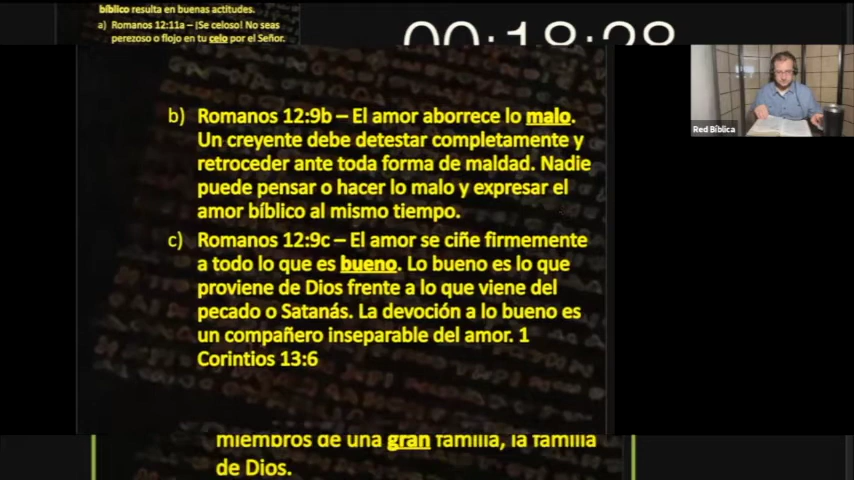 bíblico resulta en buenas actitudes.
a) Romanos 12:11a – ¡Se celoso! No seas
perezoso o flojo en tu celo por el Señor.
00:18:28
b) Romanos 12:9b – El amor aborrece lo malo.
Un creyente debe detestar completamente y
retroceder ante toda forma de maldad. Nadie
puede pensar o hacer lo malo y expresar el
amor bíblico al mismo tiempo.
c) Romanos 12:9c – El amor se ciñe firmemente
a todo lo que es bueno. Lo bueno es lo que
proviene de Dios frente a lo que viene del
pecado o Satanás. La devoción a lo bueno es
un compañero inseparable del amor. 1
Corintios 13:6
Red Bíblica
miembros de una gran familia, la familia
de Dios.